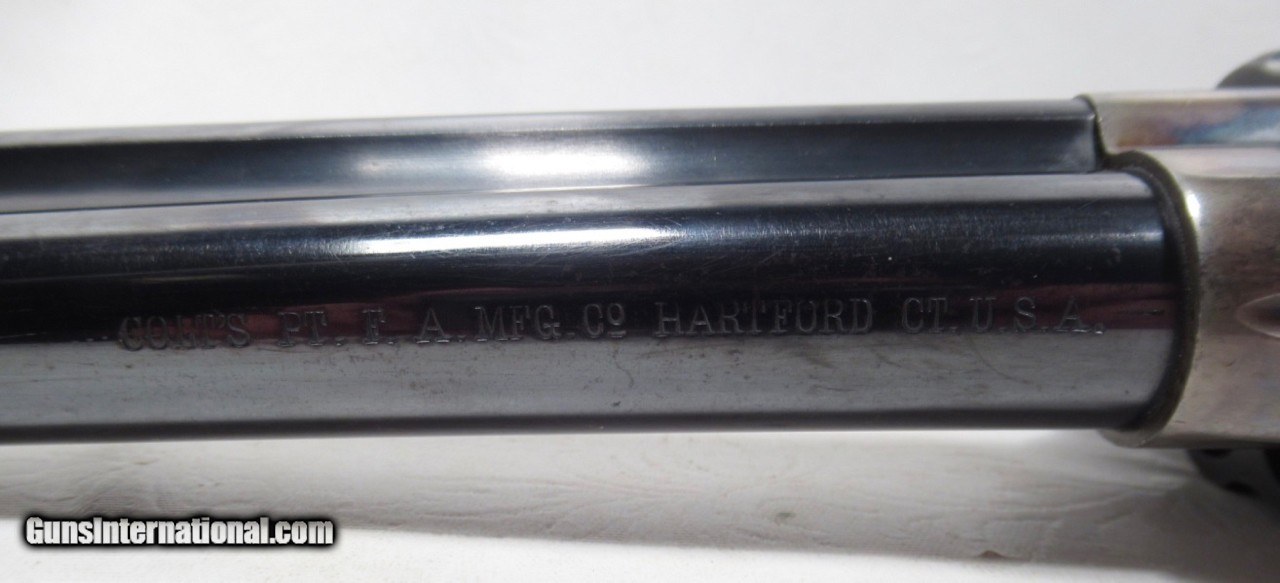 COLT'S PT. F. A. MFG. Cº HARTFORD CT. U.S.A.
GunsInternational.com